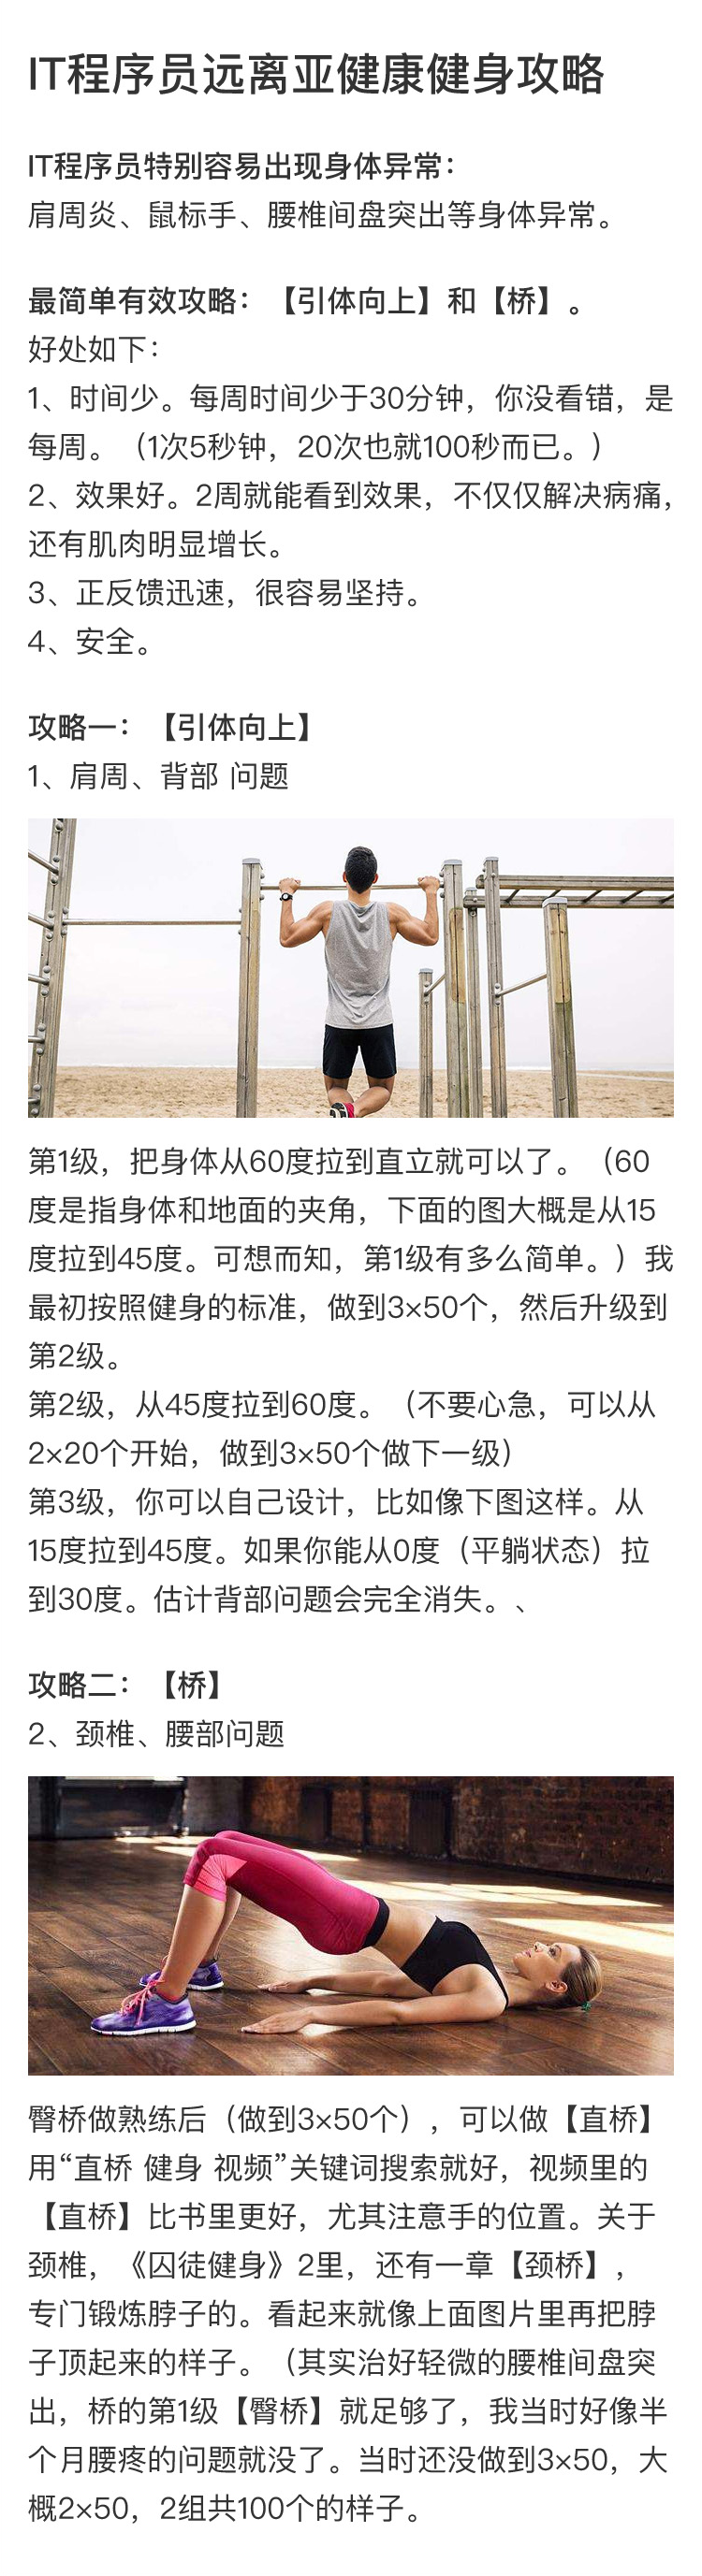 IT程序员远离亚健康健身攻略
IT程序员特别容易出现身体异常：
肩周炎、鼠标手、腰椎间盘突出等身体异常。
最简单有效攻略：【引体向上】和【桥】。
好处如下：
1、时间少。每周时间少于30分钟，你没看错，是
每周。（1次5秒钟，20次也就100秒而已。）
2、效果好。2周就能看到效果，不仅仅解决病痛，
还有肌肉明显增长。
3、正反馈迅速，很容易坚持。
4、安全。
攻略一：【引体向上】
1、肩周、背部 问题
第1级，把身体从60度拉到直立就可以了。（60
度是指身体和地面的夹角，下面的图大概是从15
度拉到45度。可想而知，第1级有多么简单。）我
最初按照健身的标准，做到3×50个，然后升级到
第2级。
第2级，从45度拉到60度。（不要心急，可以从
2×20个开始，做到3×50个做下一级）
第3级，你可以自己设计，比如像下图这样。从
15度拉到45度。如果你能从0度（平躺状态）拉
到30度。估计背部问题会完全消失。、
攻略二：【桥】
2、颈椎、腰部问题
臀桥做熟练后（做到3×50个），可以做【直桥】
用“直桥 健身 视频”关键词搜索就好，视频里的
【直桥】比书里更好，尤其注意手的位置。关于
颈椎，《囚徒健身》2里，还有一章【颈桥】，
专门锻炼脖子的。看起来就像上面图片里再把脖
子顶起来的样子。（其实治好轻微的腰椎间盘突
出，桥的第1级【臀桥】就足够了，我当时好像半
个月腰疼的问题就没了。当时还没做到3×50，大
概2×50，2组共100个的样子。